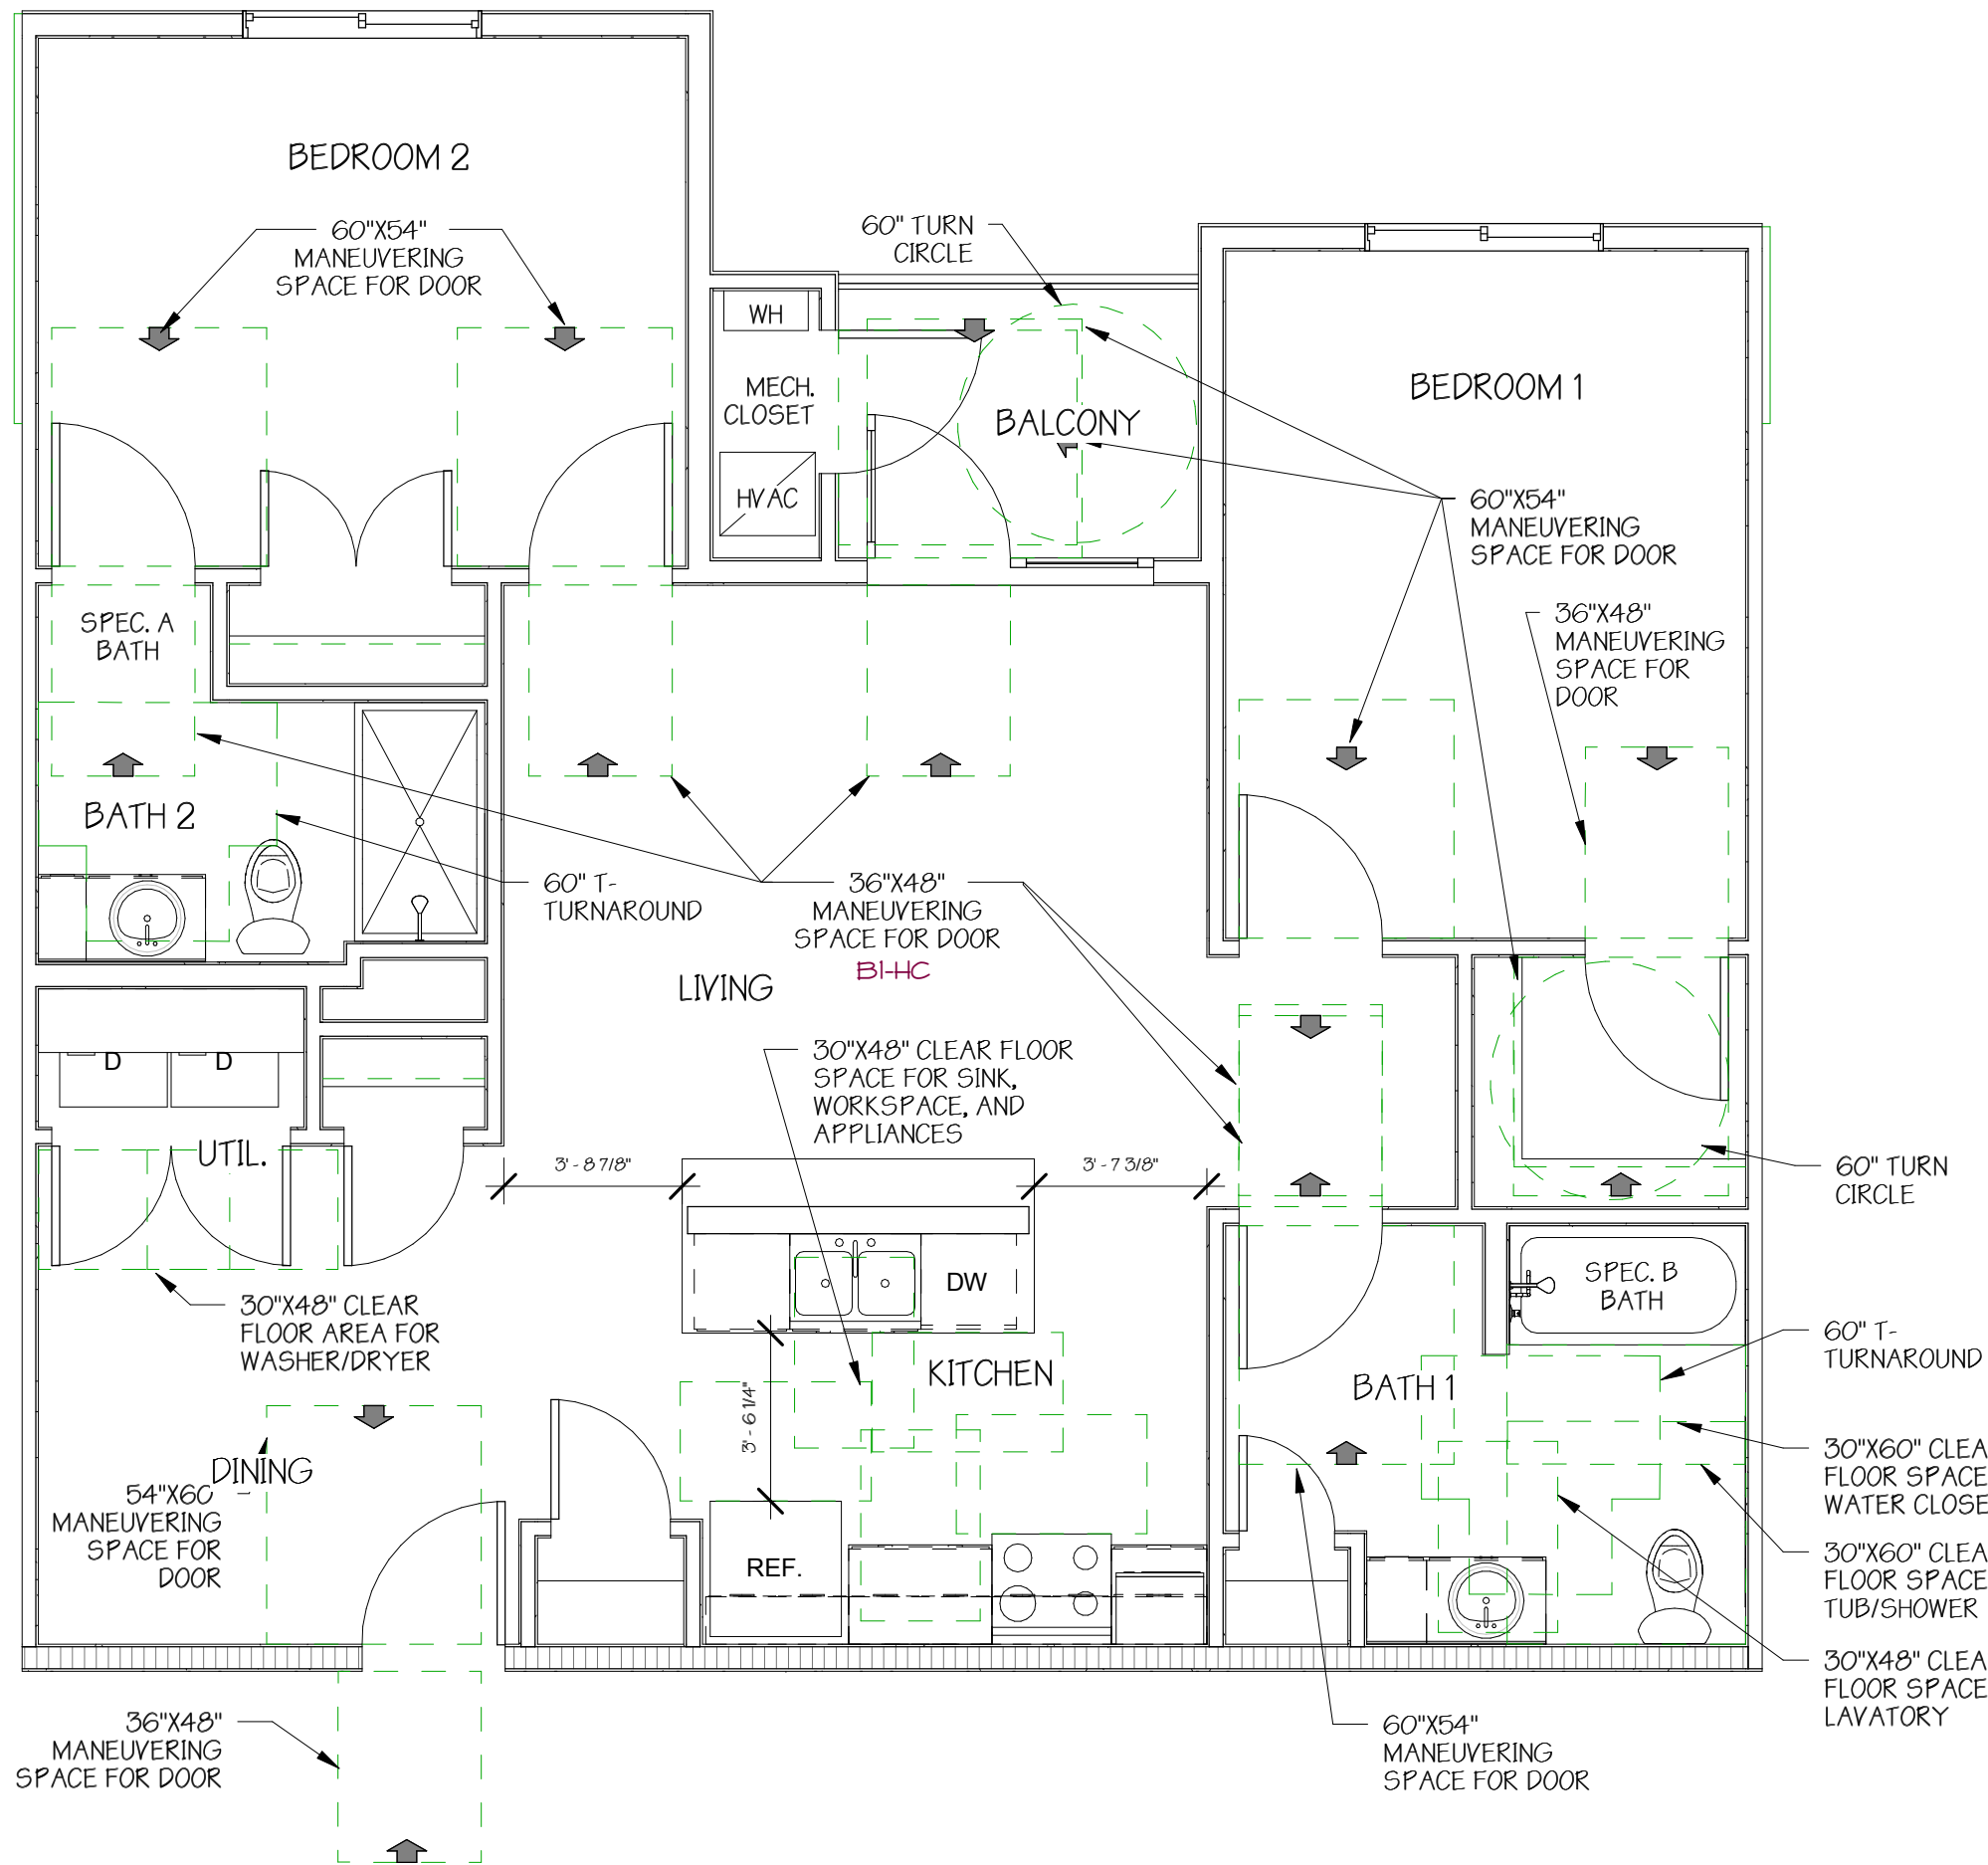 BEDROOM 2
60"X54"
MANEUVERING
SPACE FOR DOOR
60" TURN
CIRCLE
WH
MECH.
CLOSET
HVAC
BALCONY
BEDROOM 1
60"X54"
MANEUVERING
SPACE FOR DOOR
36"X48"
MANEUVERING
SPACE FOR
DOOR
SPEC. A
BATH
BATH 2
60" T-
TURNAROUND
36"X48"
MANEUVERING
SPACE FOR DOOR
B1-HC
LIVING
D
D
UTIL.
30"X48" CLEAR FLOOR
SPACE FOR SINK,
WORKSPACE, AND
APPLIANCES
3' - 8 7/8"
3' - 7 3/8"
60" TURN
CIRCLE
30"X48" CLEAR
FLOOR AREA FOR
WASHER/DRYER
DW
SPEC. B
BATH
60" T-
TURNAROUND
KITCHEN
BATH 1
3' - 6 1/4"
DINING
54"X60
MANEUVERING
SPACE FOR
DOOR
REF.
30"X60" CLEA
FLOOR SPACE
WATER CLOSE
30"X60" CLEA
FLOOR SPACE
TUB/SHOWER
30"X48" CLEA
FLOOR SPACE
LAVATORY
36"X48"
MANEUVERING
SPACE FOR DOOR
60"X54"
MANEUVERING
SPACE FOR DOOR